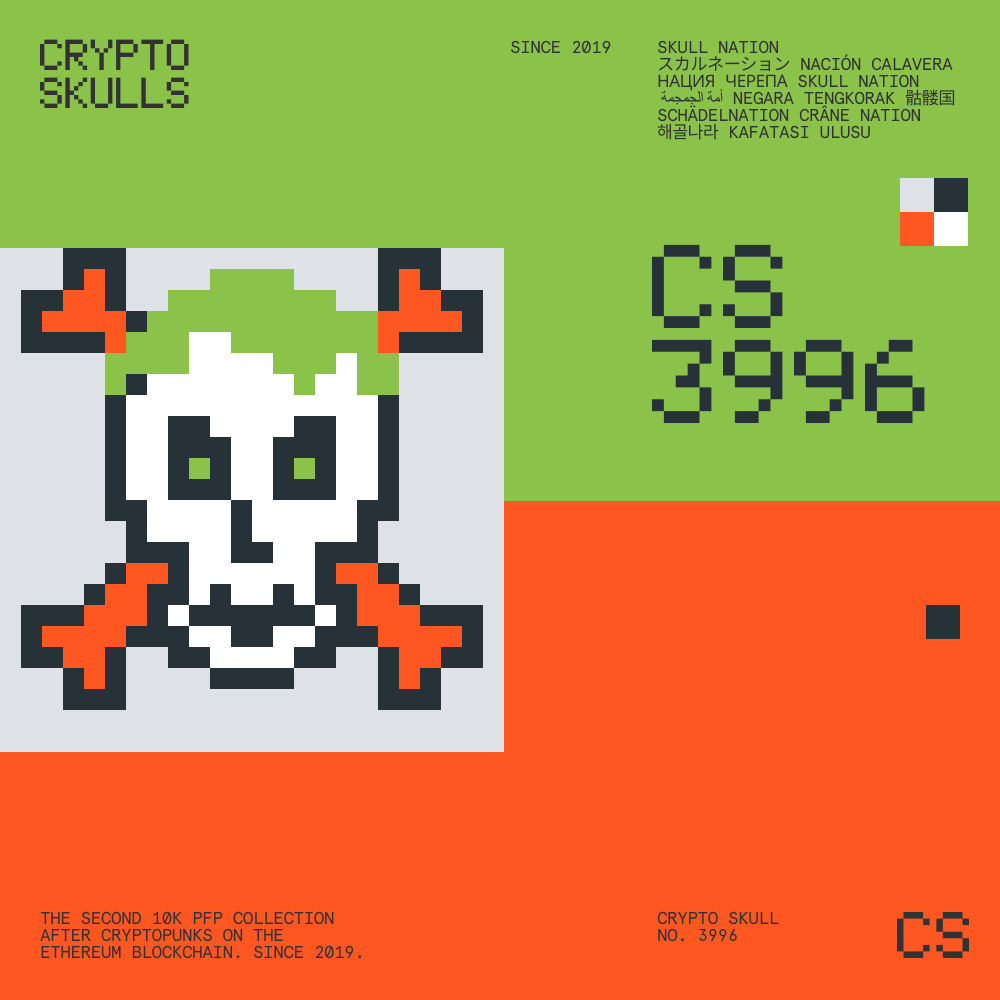 CRYPTO
SKULLS
SINCE 2019
SKULL NATION
スカルネーション NACIÓN CALAVERA
НАЦИЯ ЧЕРЕПА SKULL NATION
أمة الجمجمة NEGARA TENGKORAK 骷髅国
SCHÄDELNATION CRÂNE NATION
해골나라 KAFATASI ULUSU
CS
3996
THE SECOND 10K PFP COLLECTION
AFTER CRYPTOPUNKS ON THE
ETHEREUM BLOCKCHAIN. SINCE 2019.
CRYPTO SKULL
NO. 3996
CS